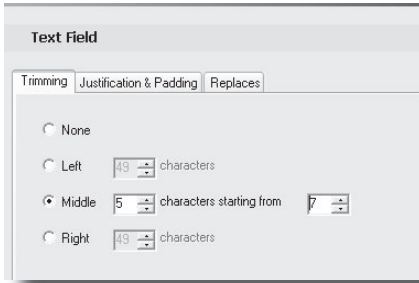 Text Field
Trimming Justification & Padding Replaces
None
Left 49 characters
Middle 5 characters starting from 7
Right 49 characters